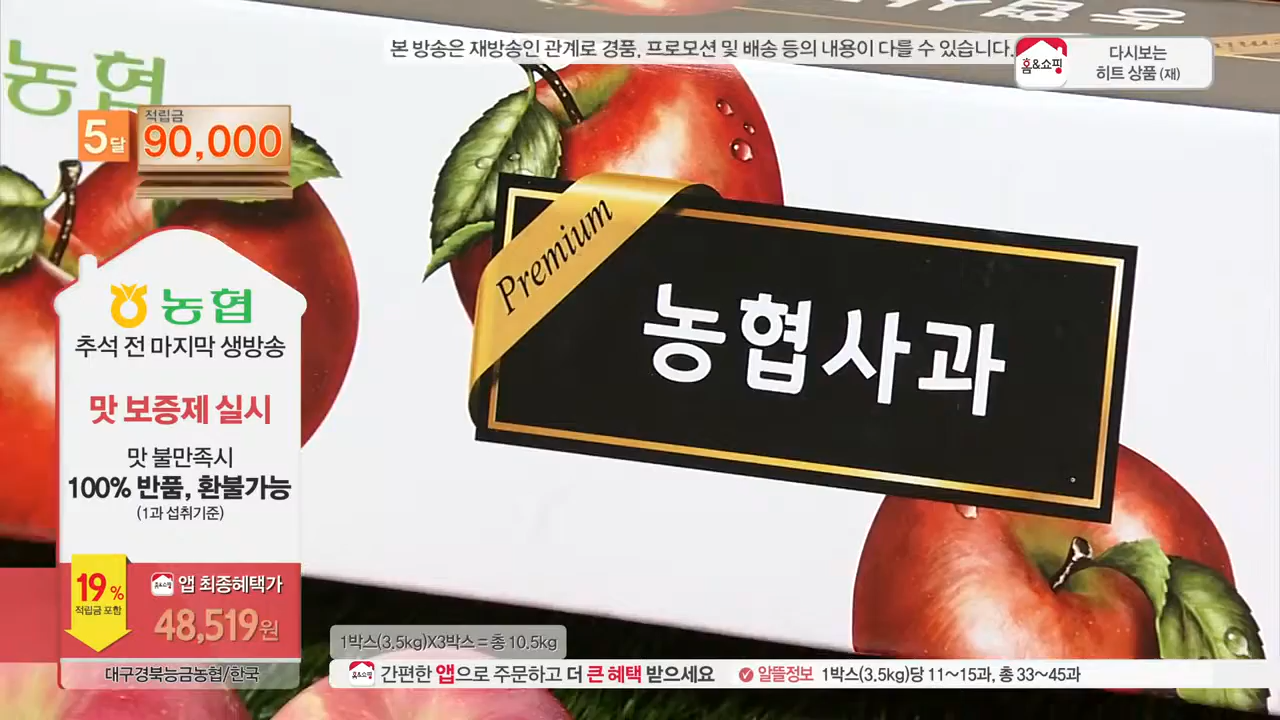 본 방송은 재방송인 관계로 경품, 프로모션 및 배송 등의 내용이 다를 수 있습니다.
홈&쇼핑
다시보는
히트 상품 (재)
농협
5달
적립금
90,000
Premium
농협사과
농협
추석 전 마지막 생방송
맛 보증제 실시
맛 불만족시
100% 반품, 환불가능
(1과 섭취기준)
19%
적립금 포함
홈&쇼핑 앱 최종혜택가
48,519원
대구경북능금농협/한국
1박스(3.5kg)X3박스 = 총 10.5kg
홈&쇼핑 간편한 앱으로 주문하고 더 큰 혜택 받으세요
알뜰정보 1박스(3.5kg)당 11~15과, 총 33~45과